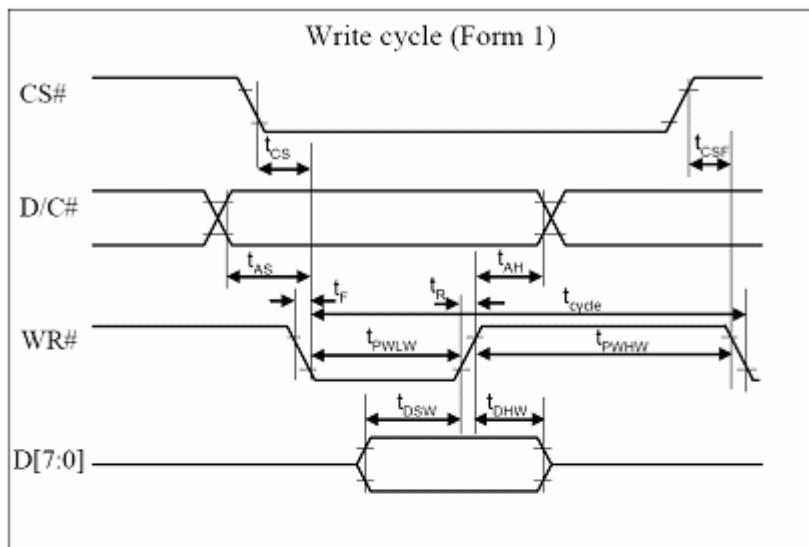 Write cycle (Form 1)
CS#
tCS
tCSF
D/C#
tAS
tAH
tF
tR
tcycle
WR#
tPWLW
tPWHW
tDSW
tDHW
D[7:0]